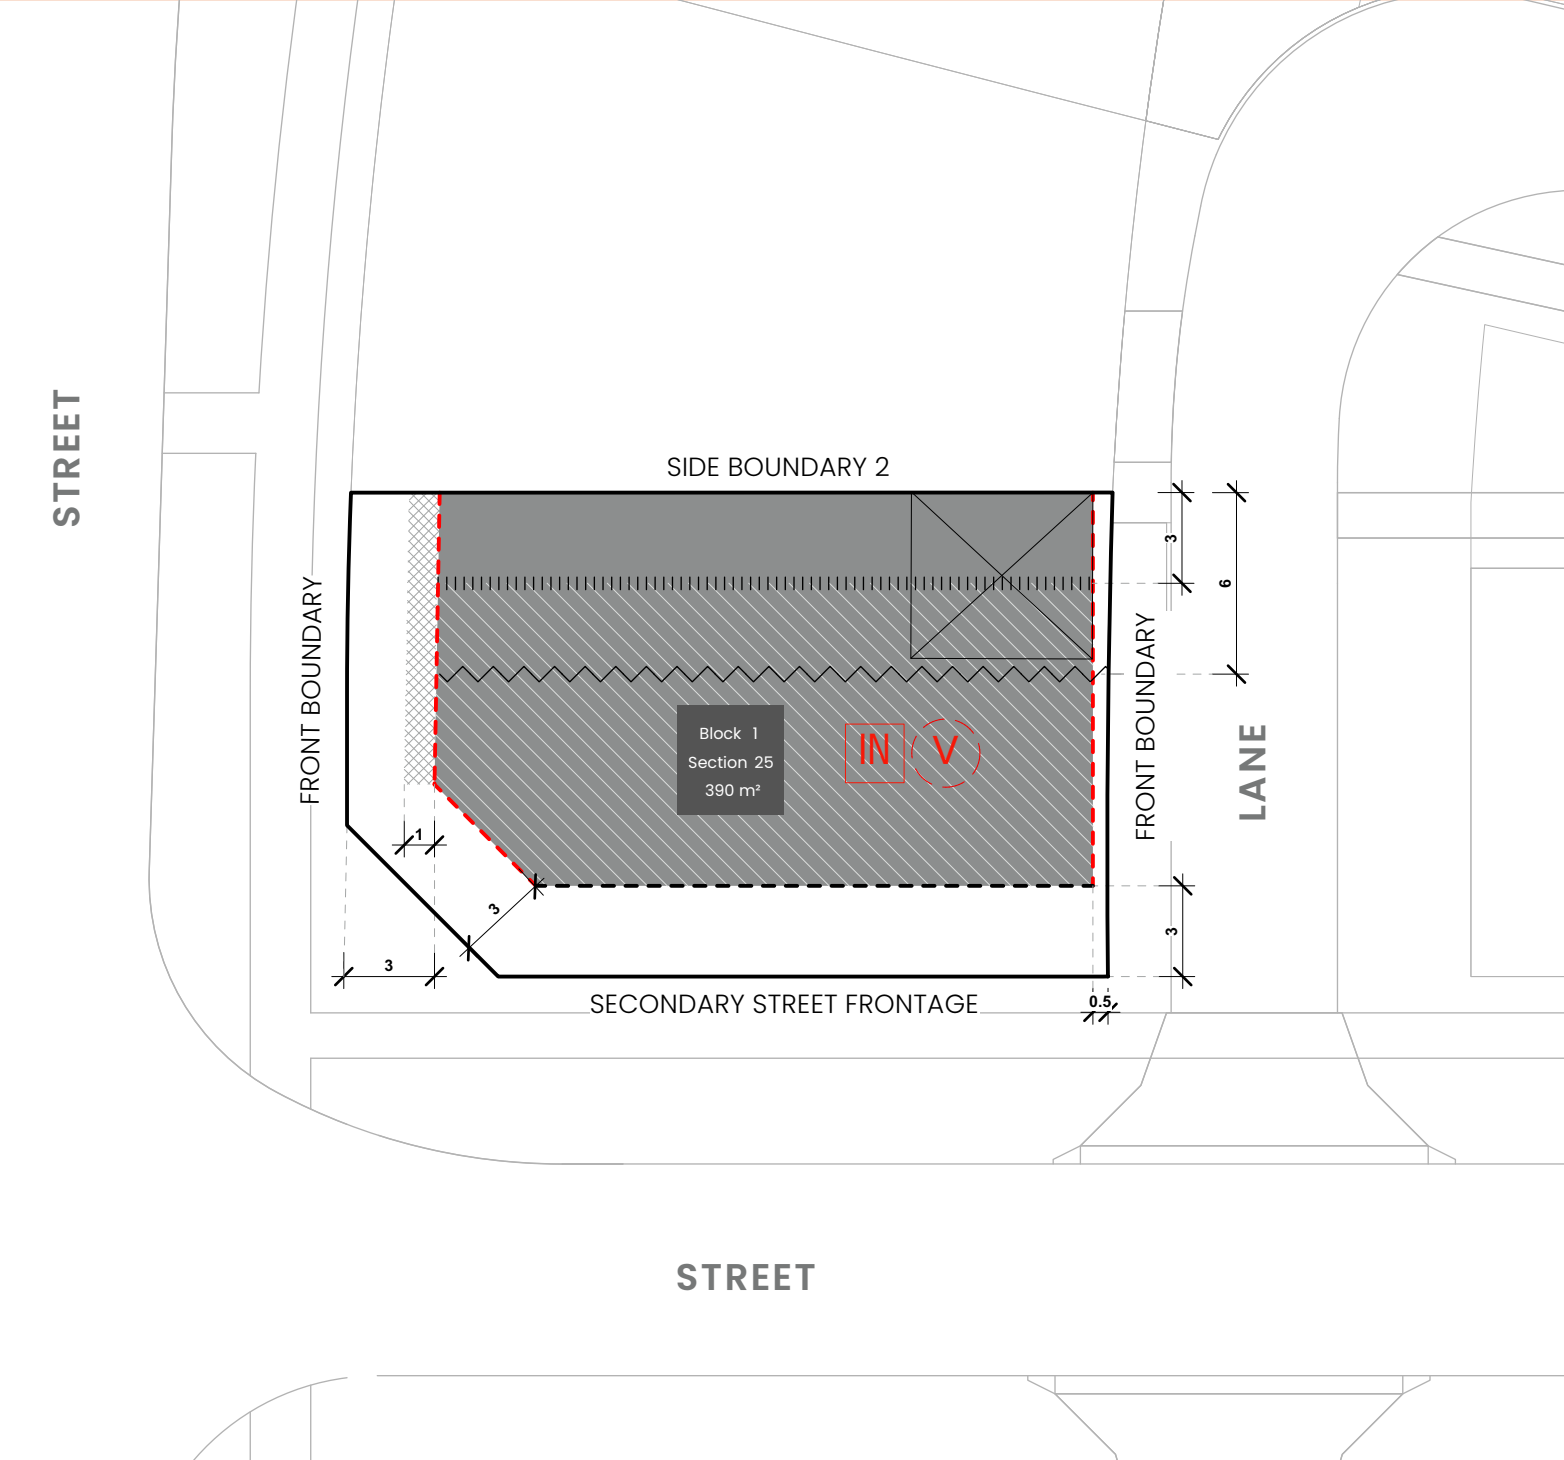 STREET
SIDE BOUNDARY 2
3
6
FRONT BOUNDARY
FRONT BOUNDARY
LANE
Block 1
Section 25
390 m²
IN
V
1
3
3
3
0.5
SECONDARY STREET FRONTAGE
STREET